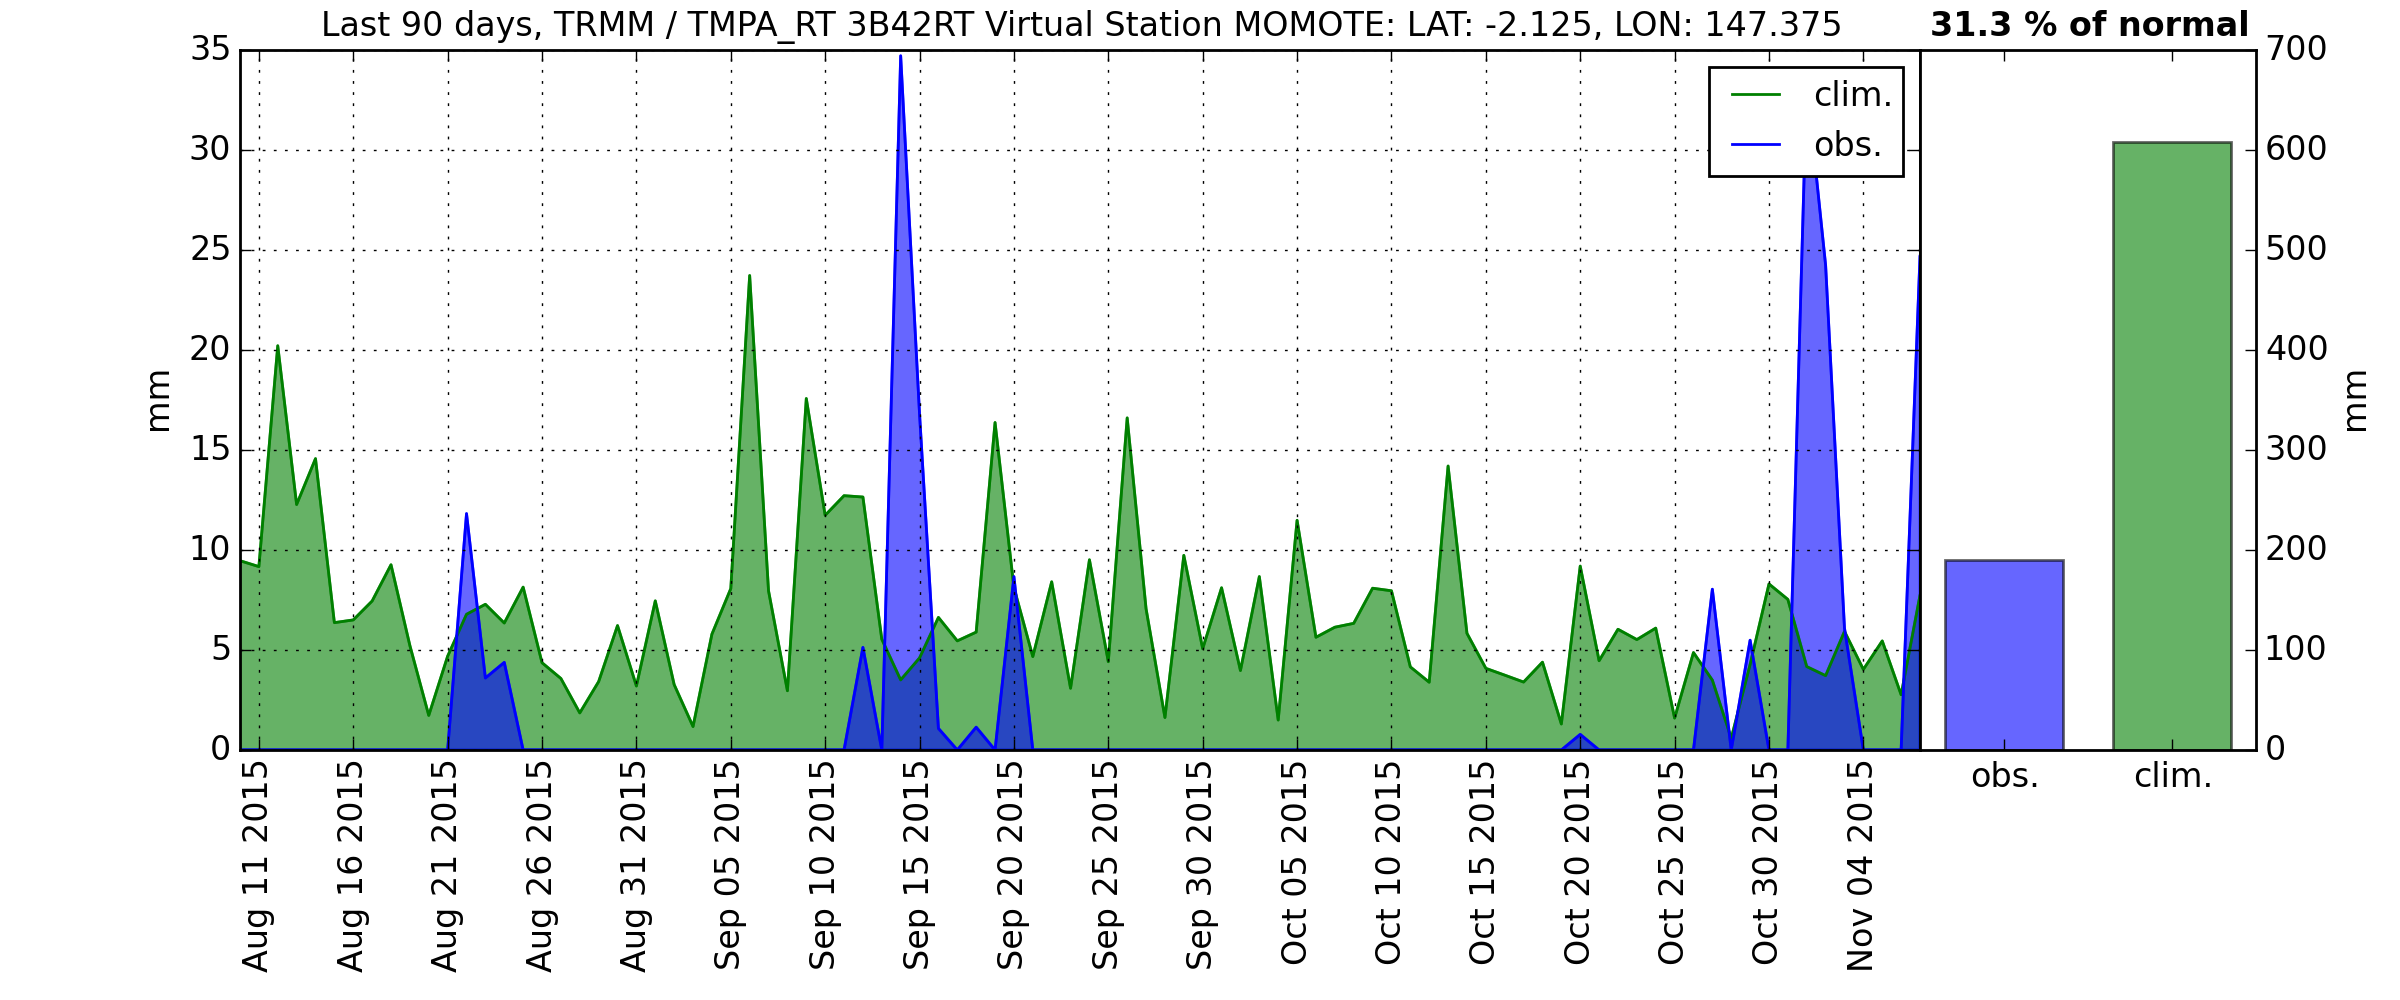 Last 90 days, TRMM / TMPA_RT 3B42RT Virtual Station MOMOTE: LAT: -2.125, LON: 147.375
31.3 % of normal
35
30
25
20
15
10
5
0
mm
clim.
obs.
Aug 11 2015
Aug 16 2015
Aug 21 2015
Aug 26 2015
Aug 31 2015
Sep 05 2015
Sep 10 2015
Sep 15 2015
Sep 20 2015
Sep 25 2015
Sep 30 2015
Oct 05 2015
Oct 10 2015
Oct 15 2015
Oct 20 2015
Oct 25 2015
Oct 30 2015
Nov 04 2015
obs.
clim.
700
600
500
400
300
200
100
0
mm